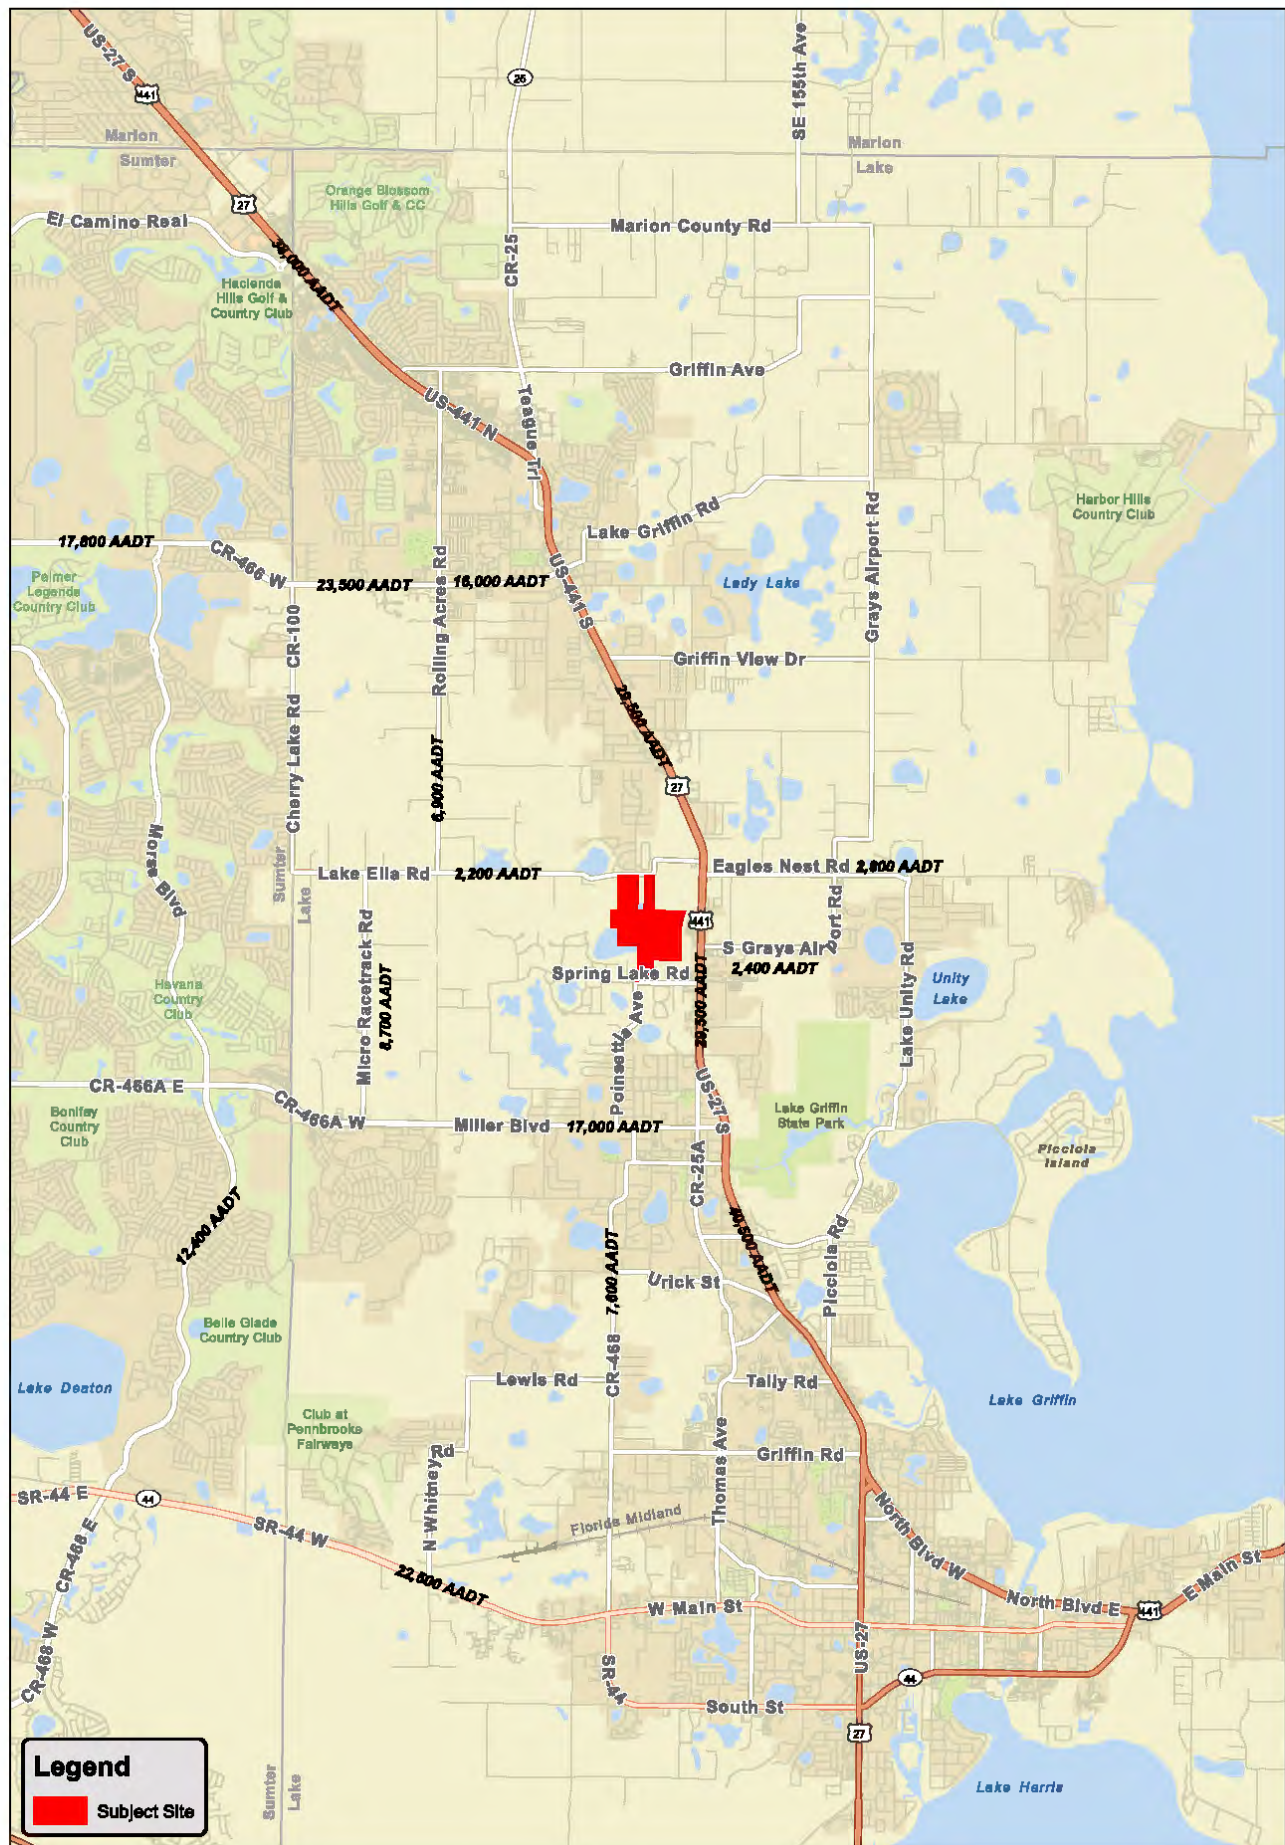 US-27 S
441
25
SE 155th Ave
Marion
Sumter
Marion
Lake
Orange Blossom
Hills Golf & CC
27
El Camino Real
Marion County Rd
CR-25
Hacienda
Hills Golf &
Country Club
Griffin Ave
US-441 N
Teague Trl
Lake Griffin Rd
Grays Airport Rd
Harbor Hills
Country Club
17,800 AADT
CR-466 W
23,500 AADT
16,000 AADT
Rolling Acres Rd
US-441 S
Lady Lake
Palmer
Legends
Country Club
CR-100
Griffin View Dr
29,500 AADT
27
Cherry Lake Rd
6,900 AADT
Morse Blvd
Sumter
Lake
Lake Ella Rd
2,200 AADT
Eagles Nest Rd
2,800 AADT
441
S Grays Air
port Rd
2,400 AADT
Spring Lake Rd
29,500 AADT
Micro Racetrack Rd
8,700 AADT
Lake Unity Rd
Unity
Lake
Havana
Country
Club
Poinsettia Ave
US-27 S
CR-466A E
CR-466A W
Miller Blvd
17,000 AADT
Bonifay
Country
Club
Lake Griffin
State Park
Picciola
Island
CR-25A
12,400 AADT
40,500 AADT
Picciola Rd
7,600 AADT
Urick St
Belle Glade
Country Club
CR-468
Lake Deaton
Lewis Rd
Tally Rd
Lake Griffin
Club at
Pennbrooke
Fairways
N Whitney
Rd
Thomas Ave
Griffin Rd
SR-44 E
44
SR-44 W
Florida Midland
North Blvd W
CR-468 E
22,500 AADT
W Main St
North Blvd E
441
E Main St
CR-468 W
SR-44
US-27
44
South St
27
Lake Harris
Sumter
Lake
Legend
Subject Site